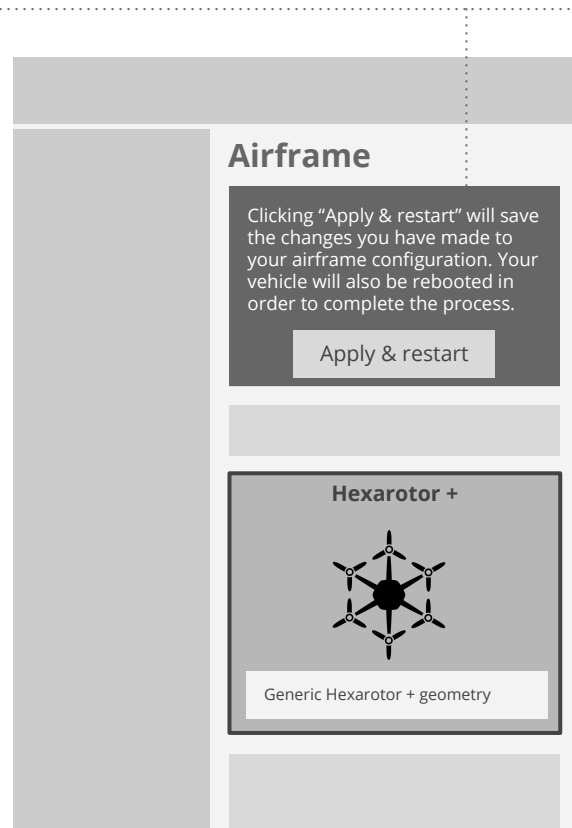 Airframe
Clicking “Apply & restart” will save
the changes you have made to
your airframe configuration. Your
vehicle will also be rebooted in
order to complete the process.
Apply & restart
Hexarotor +
Generic Hexarotor + geometry